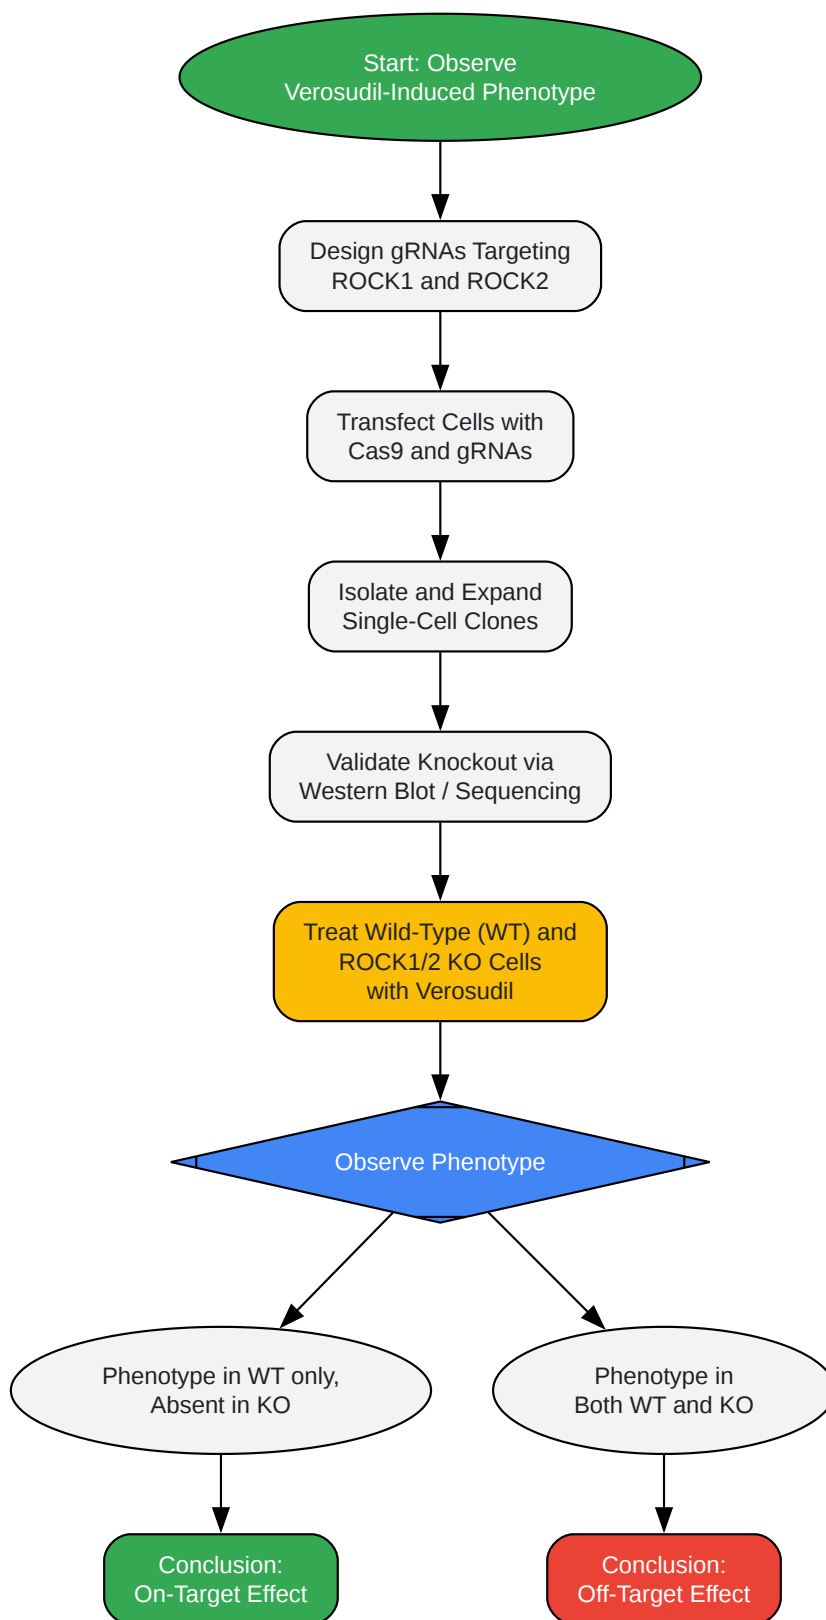 Start: Observe
Verosudil-Induced Phenotype
Design gRNAs Targeting
ROCK1 and ROCK2
Transfect Cells with
Cas9 and gRNAs
Isolate and Expand
Single-Cell Clones
Validate Knockout via
Western Blot / Sequencing
Treat Wild-Type (WT) and
ROCK1/2 KO Cells
with Verosudil
Observe Phenotype
Phenotype in WT only,
Absent in KO
Phenotype in
Both WT and KO
Conclusion:
On-Target Effect
Conclusion:
Off-Target Effect